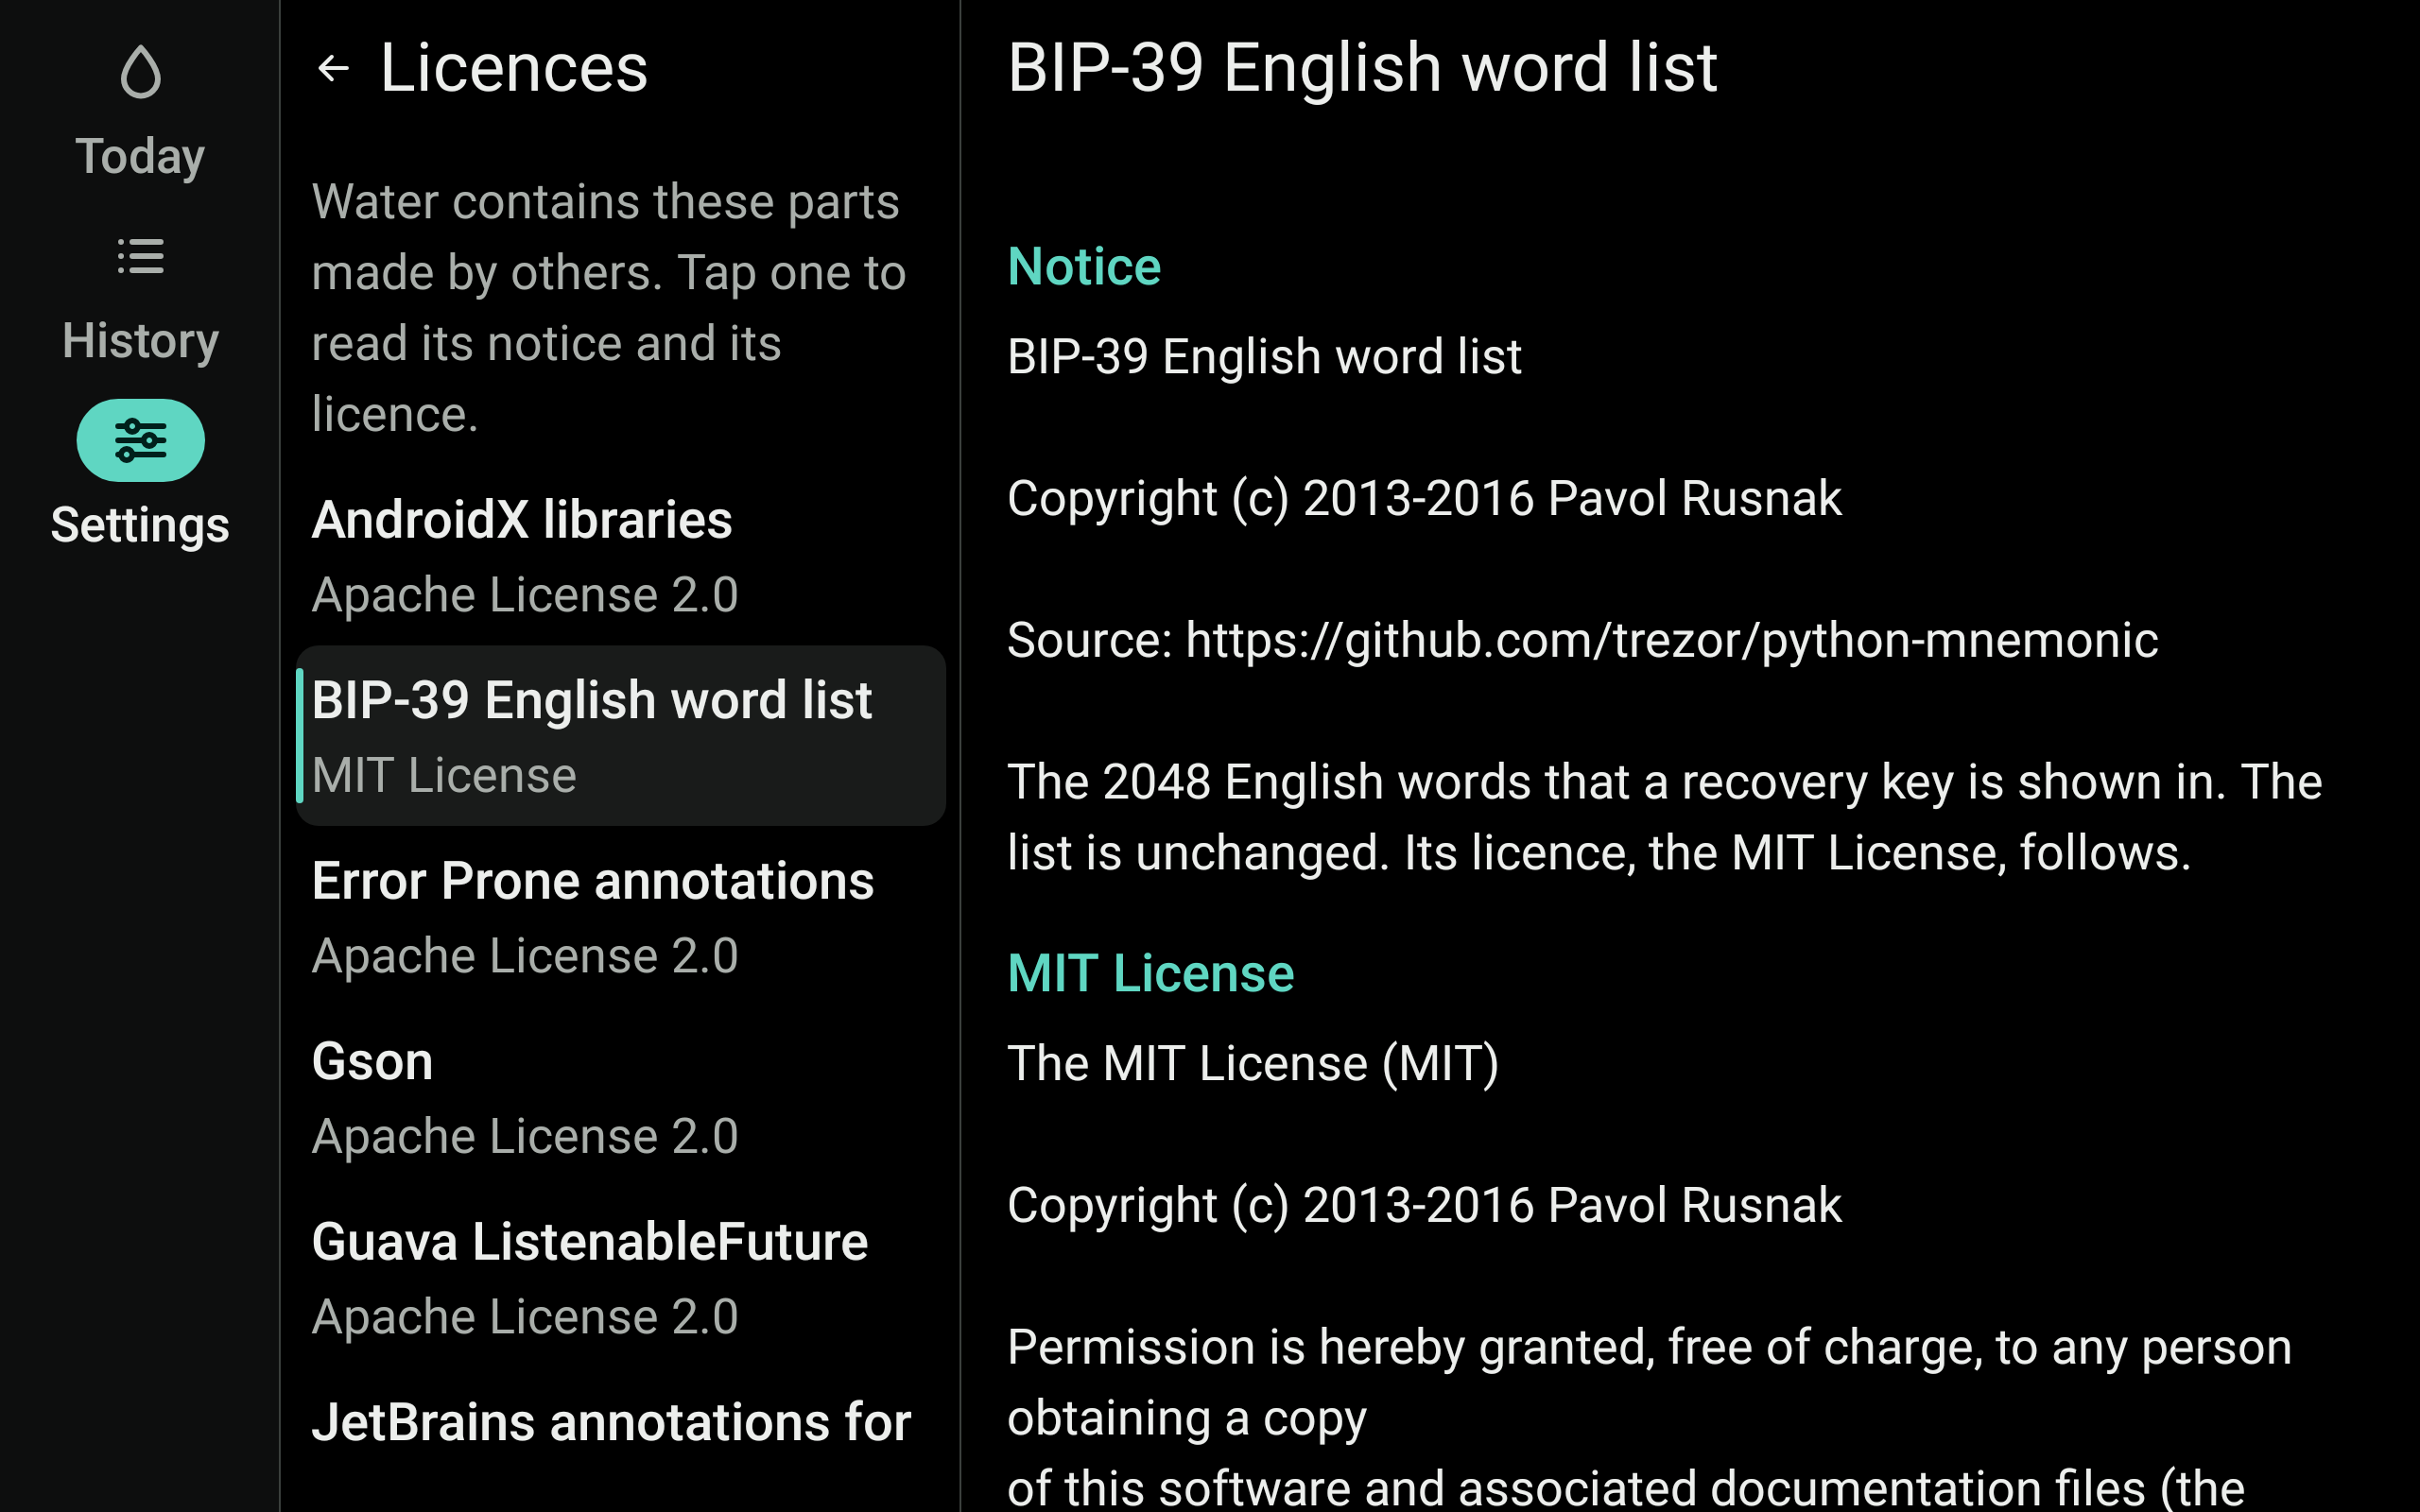 Today
History
Settings
Licences
Water contains these parts
made by others. Tap one to
read its notice and its
licence.
AndroidX libraries
Apache License 2.0
BIP-39 English word list
MIT License
Error Prone annotations
Apache License 2.0
Gson
Apache License 2.0
Guava ListenableFuture
Apache License 2.0
JetBrains annotations for
BIP-39 English word list
Notice
BIP-39 English word list
Copyright (c) 2013-2016 Pavol Rusnak
Source: https://github.com/trezor/python-mnemonic
The 2048 English words that a recovery key is shown in. The
list is unchanged. Its licence, the MIT License, follows.
MIT License
The MIT License (MIT)
Copyright (c) 2013-2016 Pavol Rusnak
Permission is hereby granted, free of charge, to any person
obtaining a copy
of this software and associated documentation files (the